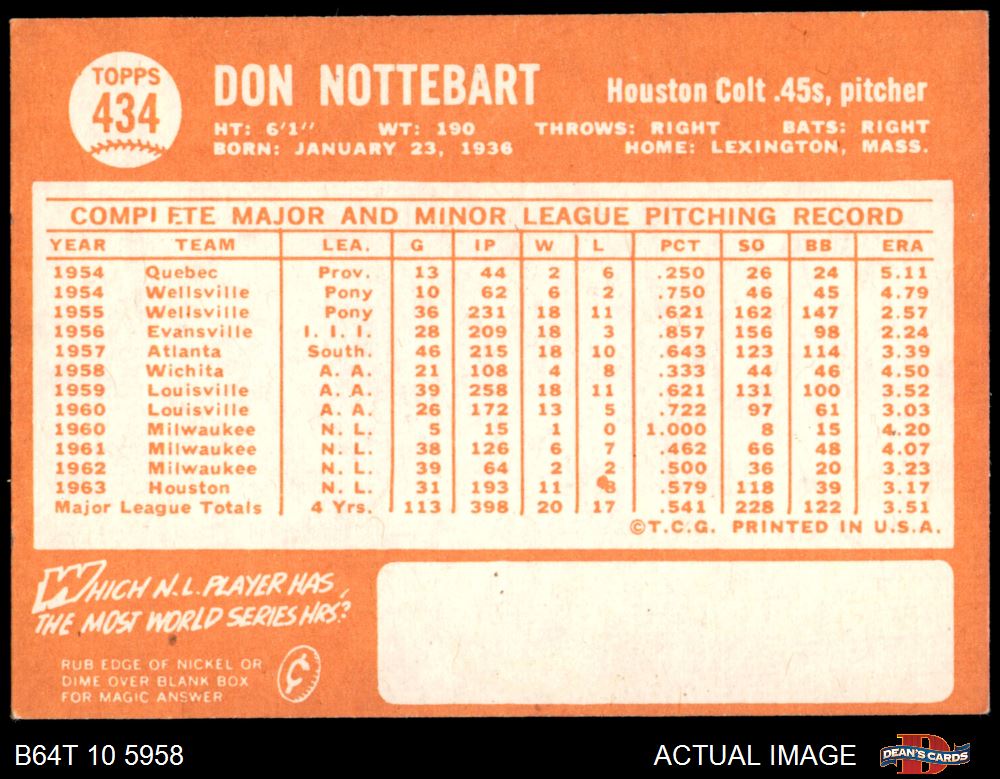 TOPPS
434
DON NOTTEBART
Houston Colt .45s, pitcher
HT: 6'1" WT: 190 THROWS: RIGHT BATS: RIGHT
BORN: JANUARY 23, 1936 HOME: LEXINGTON, MASS.
COMPLETE MAJOR AND MINOR LEAGUE PITCHING RECORD
YEAR TEAM LEA. G IP W L PCT SO BB ERA
1954 Quebec Prov. 13 44 2 6 .250 26 24 5.11
1954 Wellsville Pony 10 62 6 2 .750 46 45 4.79
1955 Wellsville Pony 36 231 18 11 .621 162 147 2.57
1956 Evansville I. I. I. 28 209 18 3 .857 156 98 2.24
1957 Atlanta South. 46 215 18 10 .643 123 114 3.39
1958 Wichita A. A. 21 108 4 8 .333 44 46 4.50
1959 Louisville A. A. 39 258 18 11 .621 131 100 3.52
1960 Louisville A. A. 26 172 13 5 .722 97 61 3.03
1960 Milwaukee N. L. 5 15 1 0 1.000 8 15 4.20
1961 Milwaukee N. L. 38 126 6 7 .462 66 48 4.07
1962 Milwaukee N. L. 39 64 2 2 .500 36 20 3.23
1963 Houston N. L. 31 193 11 8 .579 118 39 3.17
Major League Totals 4 Yrs. 113 398 20 17 .541 228 122 3.51
©T.C.G. PRINTED IN U.S.A.
WHICH N.L. PLAYER HAS
THE MOST WORLD SERIES HRS?
RUB EDGE OF NICKEL OR
DIME OVER BLANK BOX
FOR MAGIC ANSWER
¢
B64T 10 5958
ACTUAL IMAGE
DEAN'S CARDS